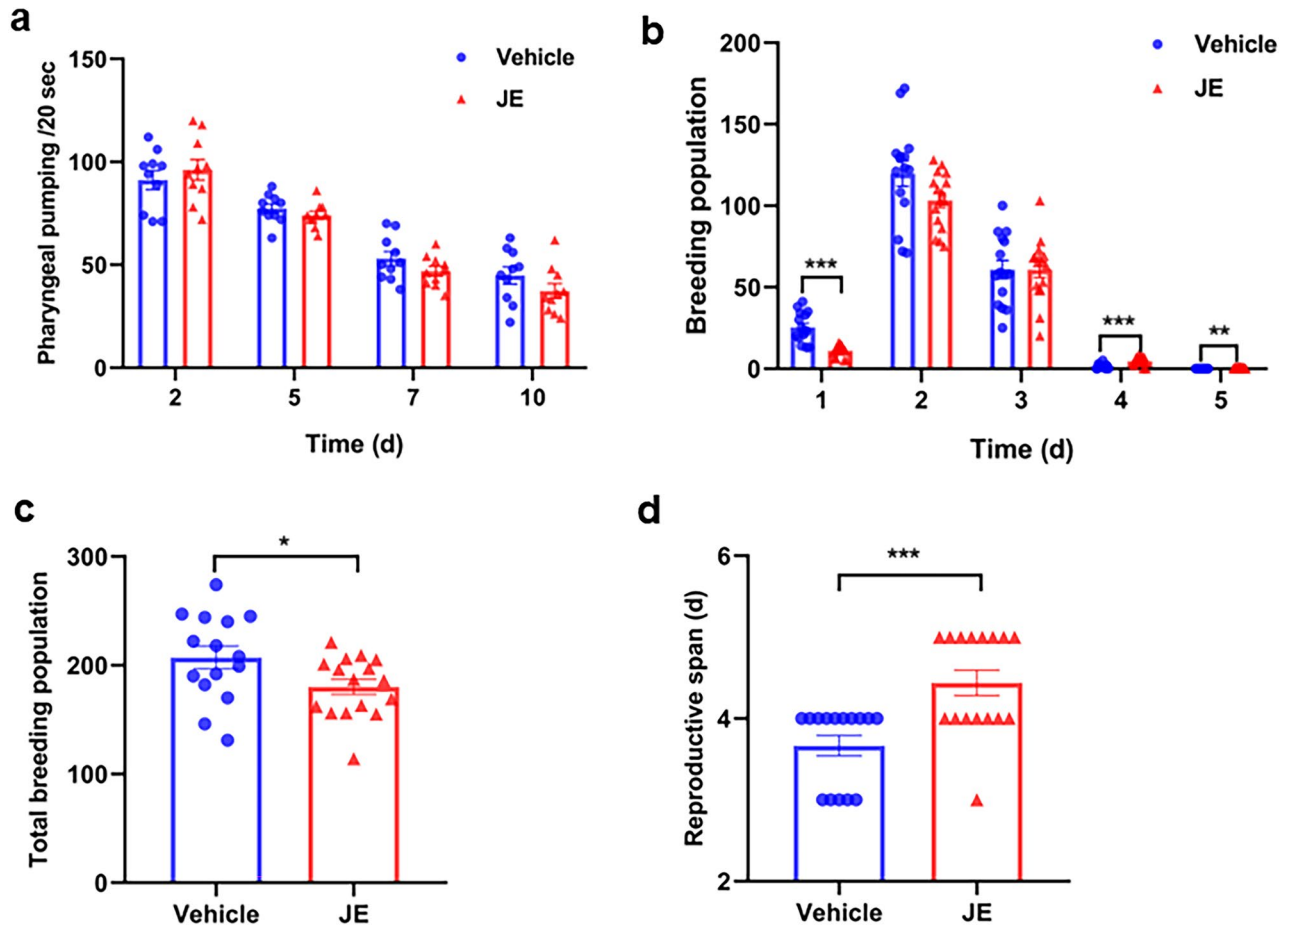 a
Pharyngeal pumping /20 sec
150
100
50
0
2 5 7 10
Time (d)
Vehicle
JE
b
Breeding population
200
150
100
50
0
1 2 3 4 5
Time (d)
Vehicle
JE
***
***
**
c
Total breeding population
300
200
100
0
*
Vehicle JE
d
Reproductive span (d)
6
4
2
***
Vehicle JE